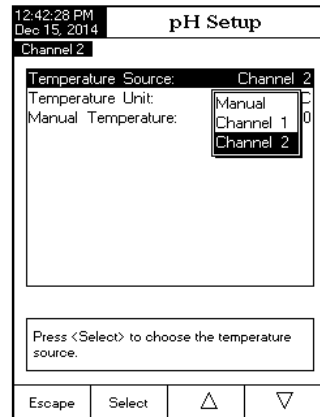 12:42:28 PM
Dec 15, 2014
pH Setup
Channel 2
Temperature Source: Channel 2
Temperature Unit: C
Manual Temperature: 0
Manual
Channel 1
Channel 2
Press <Select> to choose the temperature
source.
Escape Select △ ▽